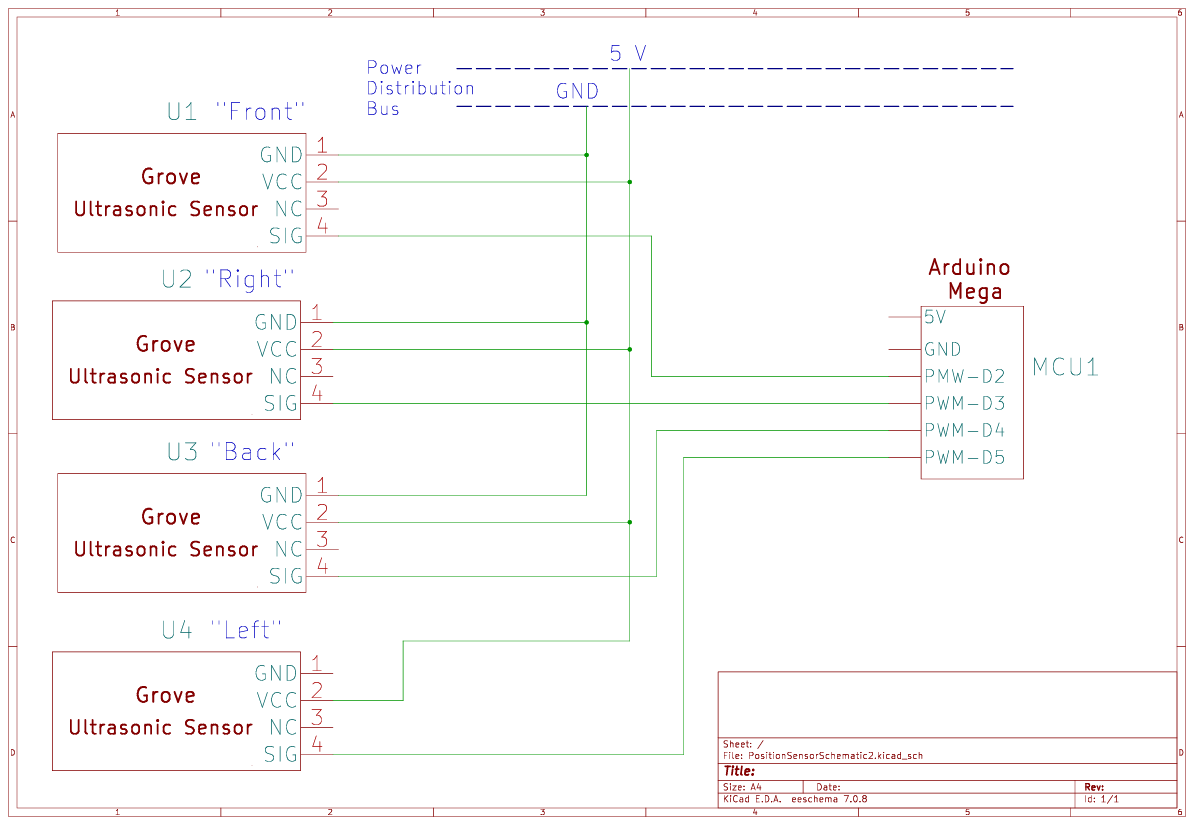 1 2 3 4 5 6
5 V
Power
Distribution
Bus
GND
A A
U1 "Front"
GND 1
Grove
VCC 2
Ultrasonic Sensor NC 3
SIG 4
U2 "Right"
GND 1
Grove
VCC 2
Ultrasonic Sensor NC 3
SIG 4
Arduino
Mega
5V
GND
PMW-D2
PWM-D3
PWM-D4
PWM-D5
MCU1
B B
U3 "Back"
GND 1
Grove
VCC 2
Ultrasonic Sensor NC 3
SIG 4
C C
U4 "Left"
GND 1
Grove
VCC 2
Ultrasonic Sensor NC 3
SIG 4
D D
Sheet: /
File: PositionSensorSchematic2.kicad_sch
Title:
Size: A4 Date: Rev:
KiCad E.D.A. eeschema 7.0.8 Id: 1/1
1 2 3 4 5 6